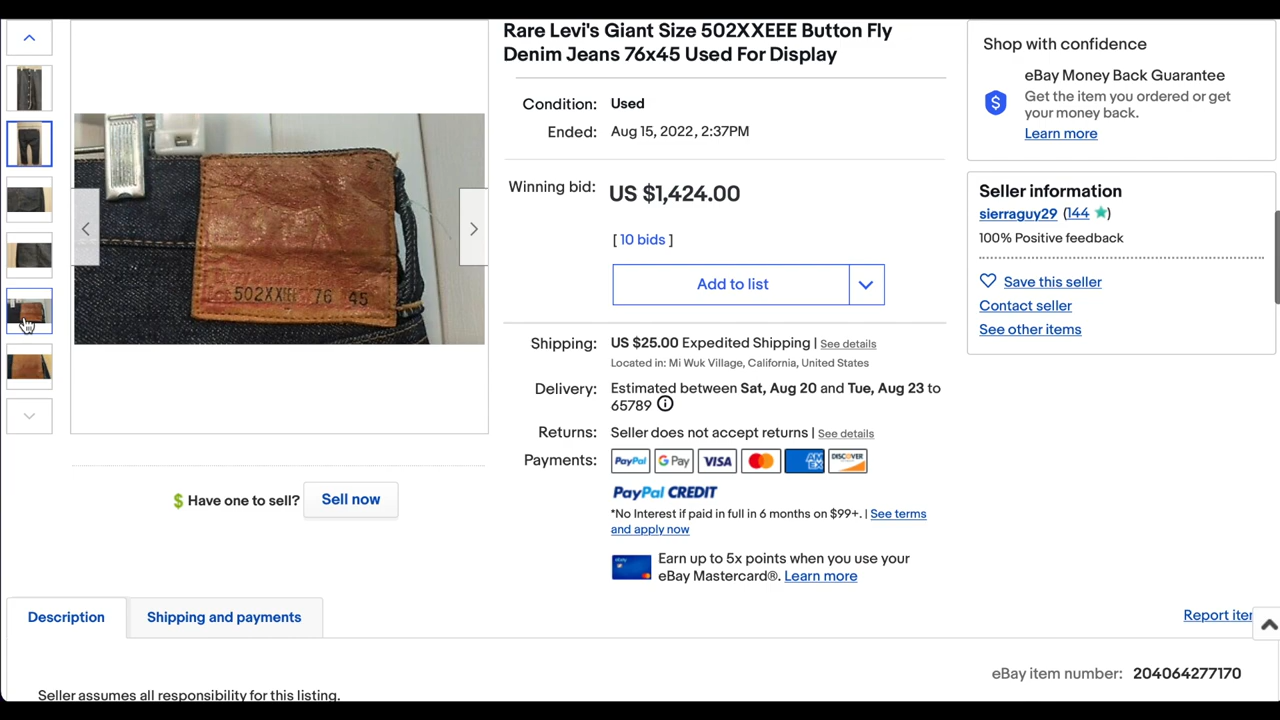 Rare Levi's Giant Size 502XXEEE Button Fly
Denim Jeans 76x45 Used For Display
Condition: Used
Ended: Aug 15, 2022, 2:37PM
Winning bid: US $1,424.00
[ 10 bids ]
Add to list
Shipping: US $25.00 Expedited Shipping | See details
Located in: Mi Wuk Village, California, United States
Delivery: Estimated between Sat, Aug 20 and Tue, Aug 23 to
65789
Returns: Seller does not accept returns | See details
Payments: PayPal G Pay VISA AMEX DISCOVER
PayPal CREDIT
*No Interest if paid in full in 6 months on $99+. | See terms
and apply now
Earn up to 5x points when you use your
eBay Mastercard®. Learn more
Shop with confidence
eBay Money Back Guarantee
Get the item you ordered or get
your money back.
Learn more
Seller information
sierraguy29 (144 ★)
100% Positive feedback
Save this seller
Contact seller
See other items
502XXEEE 76 45
$ Have one to sell? Sell now
Description
Shipping and payments
Report iter
eBay item number: 204064277170
Seller assumes all responsibility for this listing.